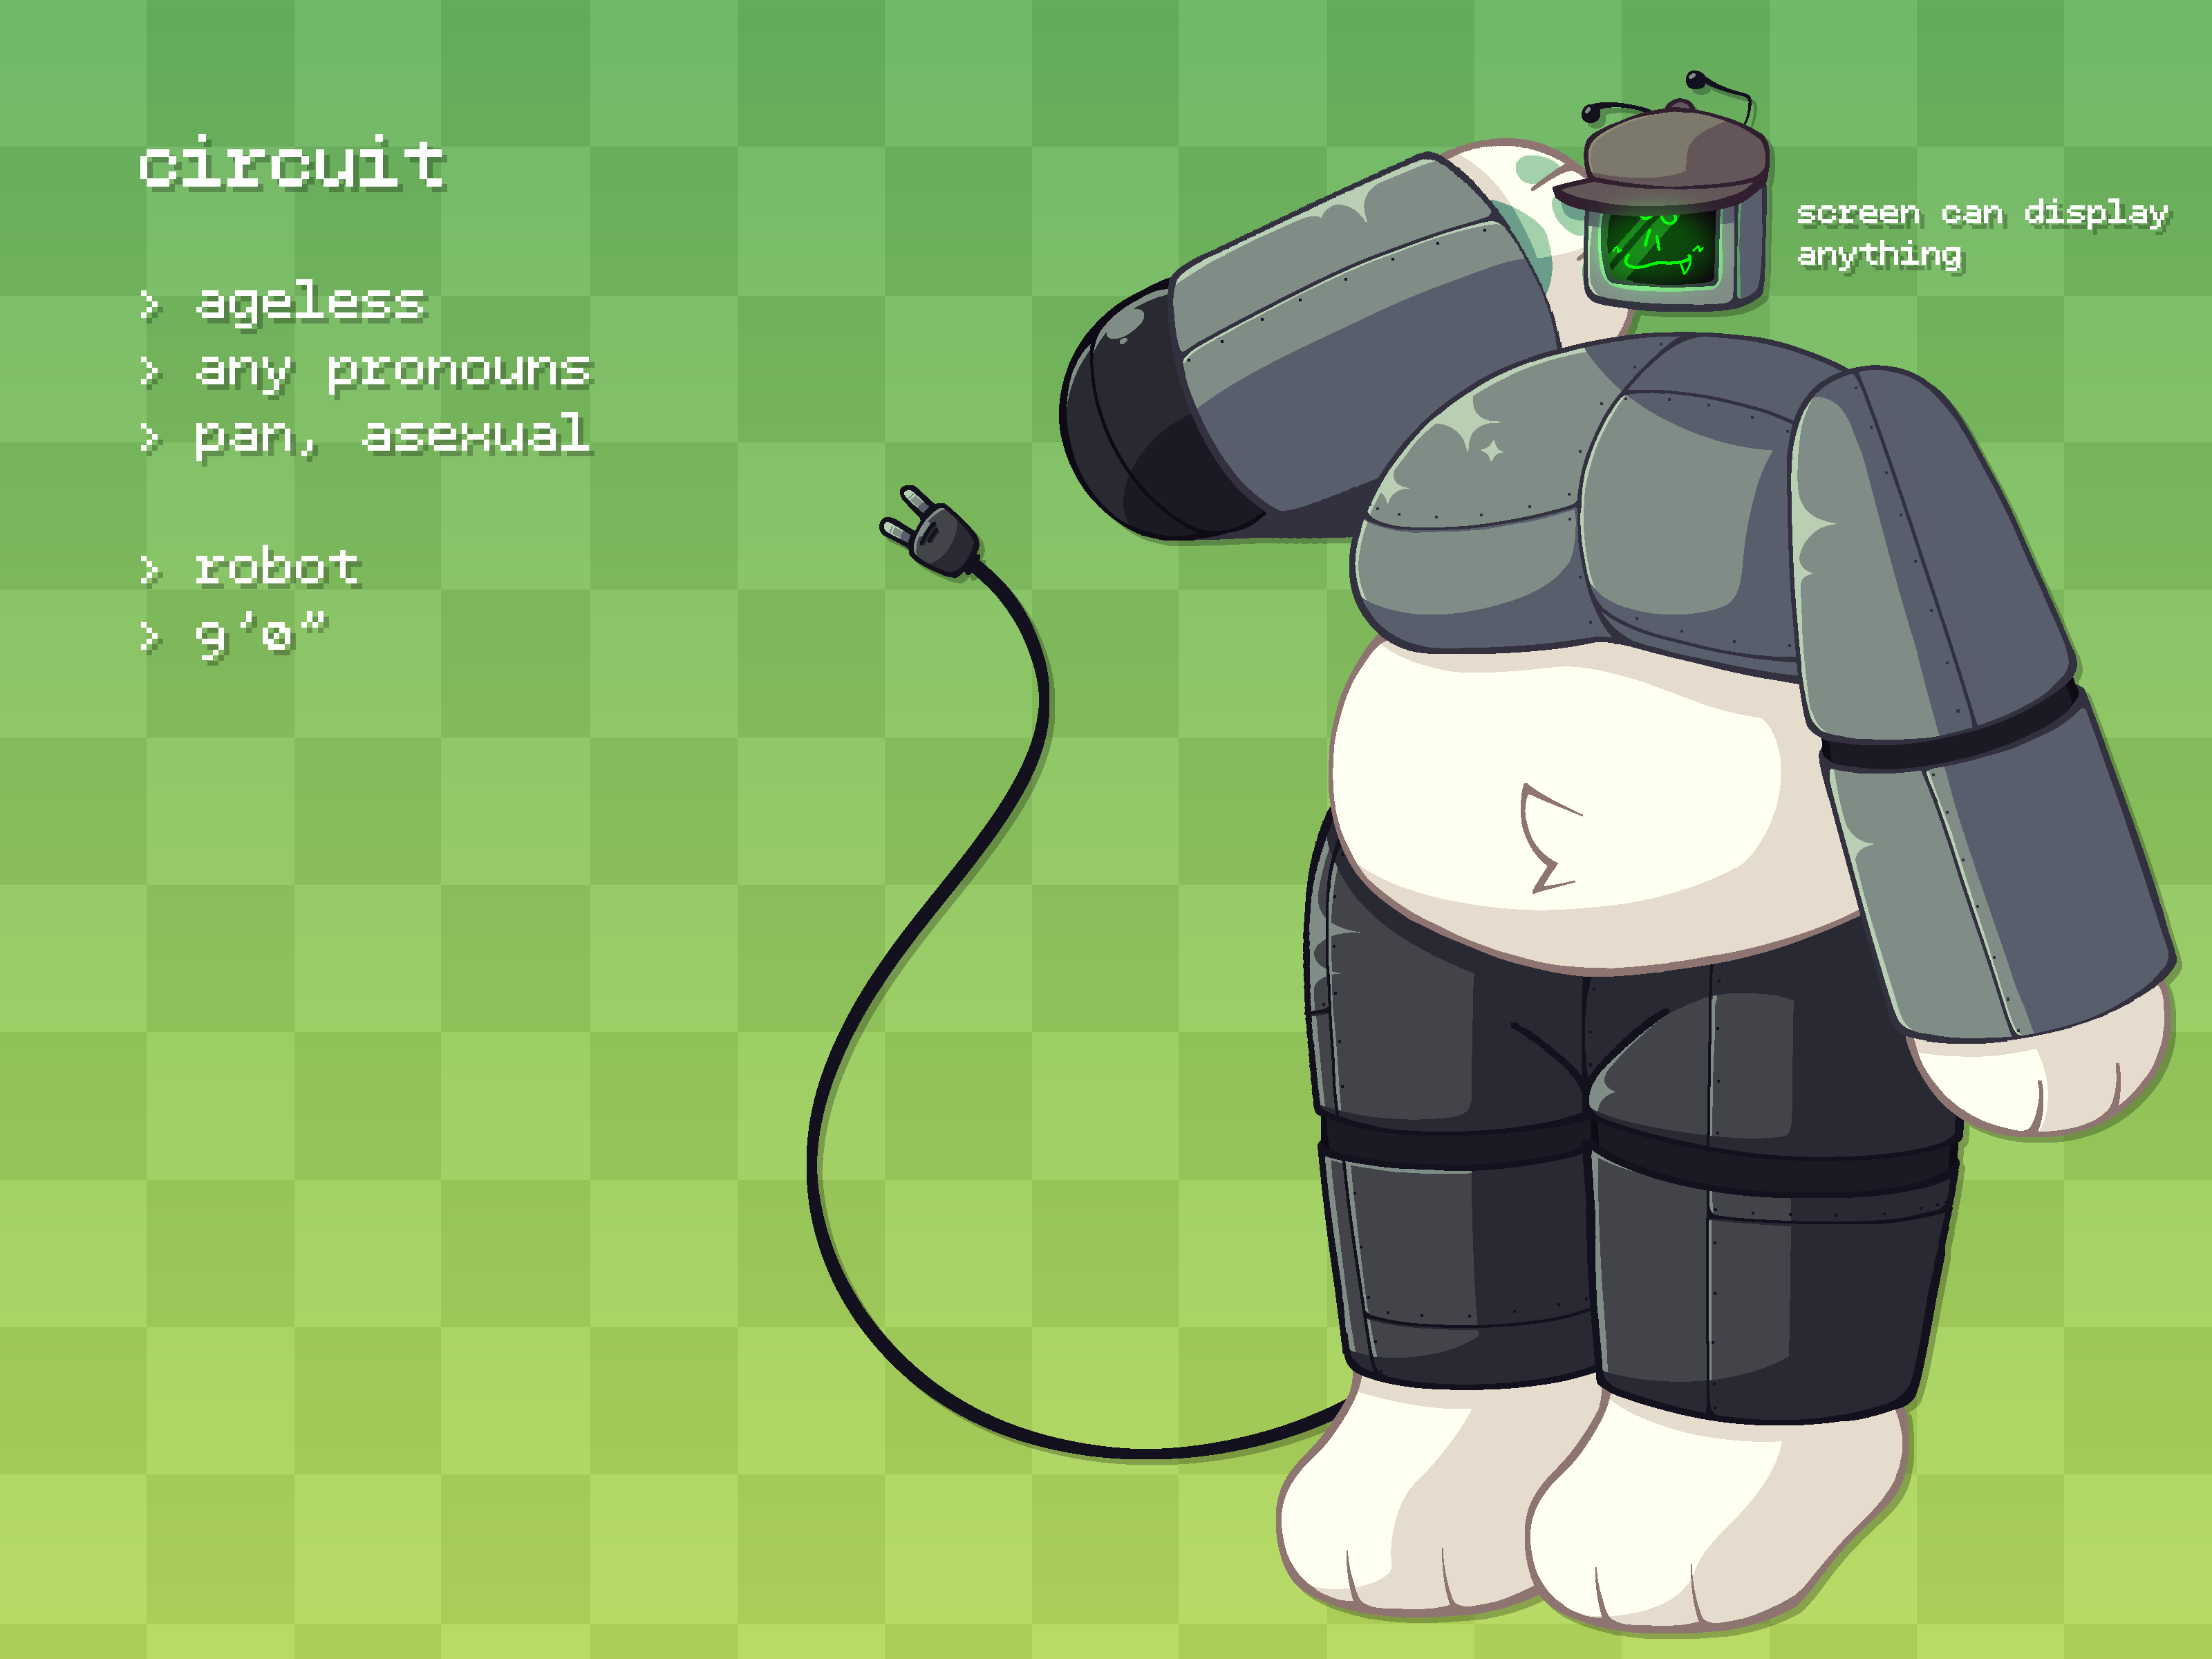 circuit
> ageless
> any pronouns
> pan, asexual
> robot
> 9'0"
screen can display
anything